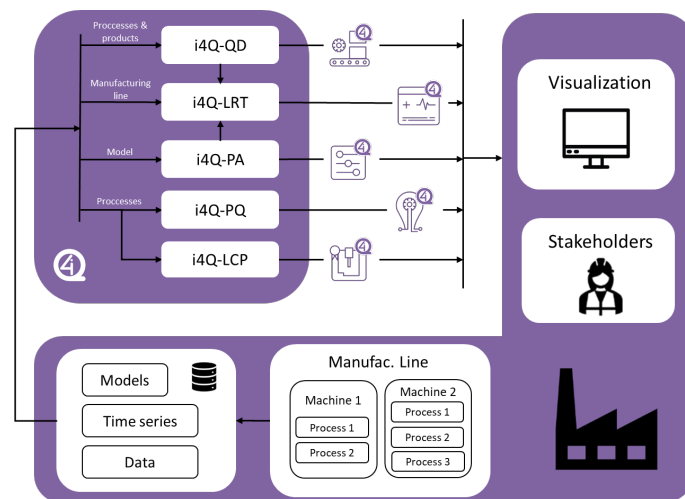 Proccesses &
products
i4Q-QD
Manufacturing
line
i4Q-LRT
Model
i4Q-PA
Proccesses
i4Q-PQ
i4Q-LCP
4i
Visualization
Stakeholders
Models
Time series
Data
Manufac. Line
Machine 1
Process 1
Process 2
Machine 2
Process 1
Process 2
Process 3